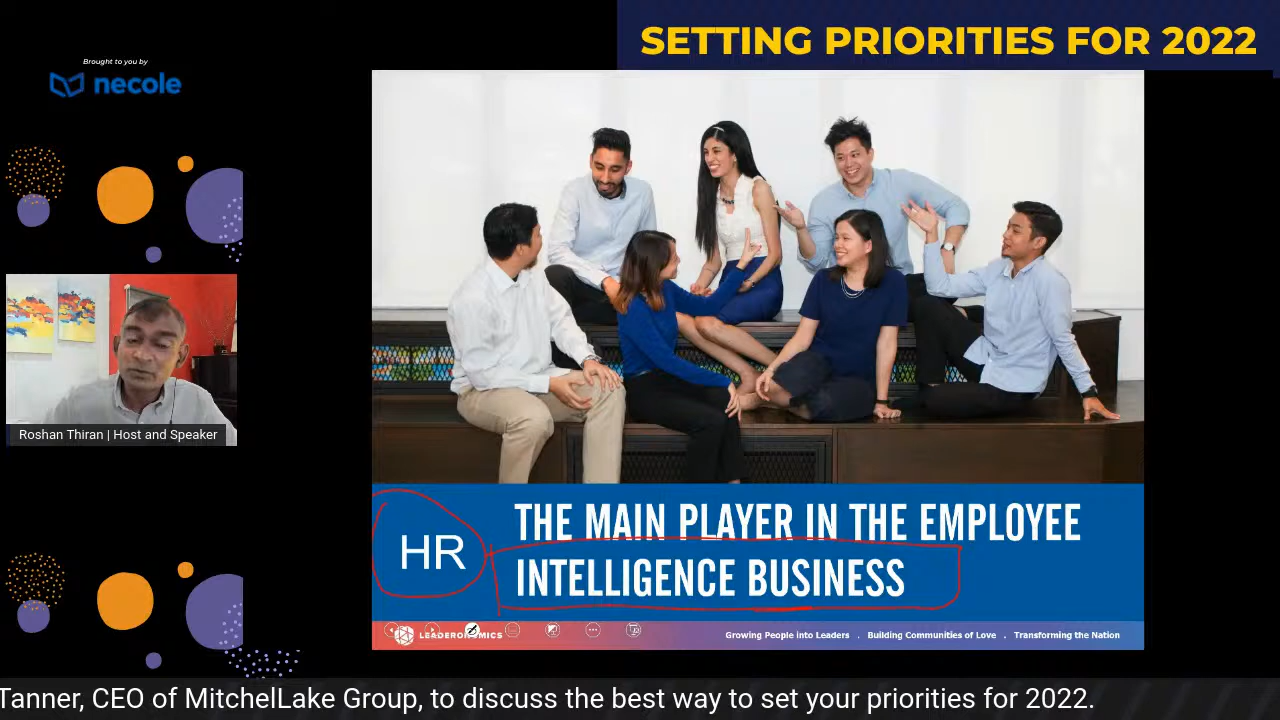 SETTING PRIORITIES FOR 2022
Brought to you by
necole
Roshan Thiran | Host and Speaker
HR
THE MAIN PLAYER IN THE EMPLOYEE
INTELLIGENCE BUSINESS
LEADERONOMICS
Growing People into Leaders . Building Communities of Love . Transforming the Nation
Tanner, CEO of MitchelLake Group, to discuss the best way to set your priorities for 2022.